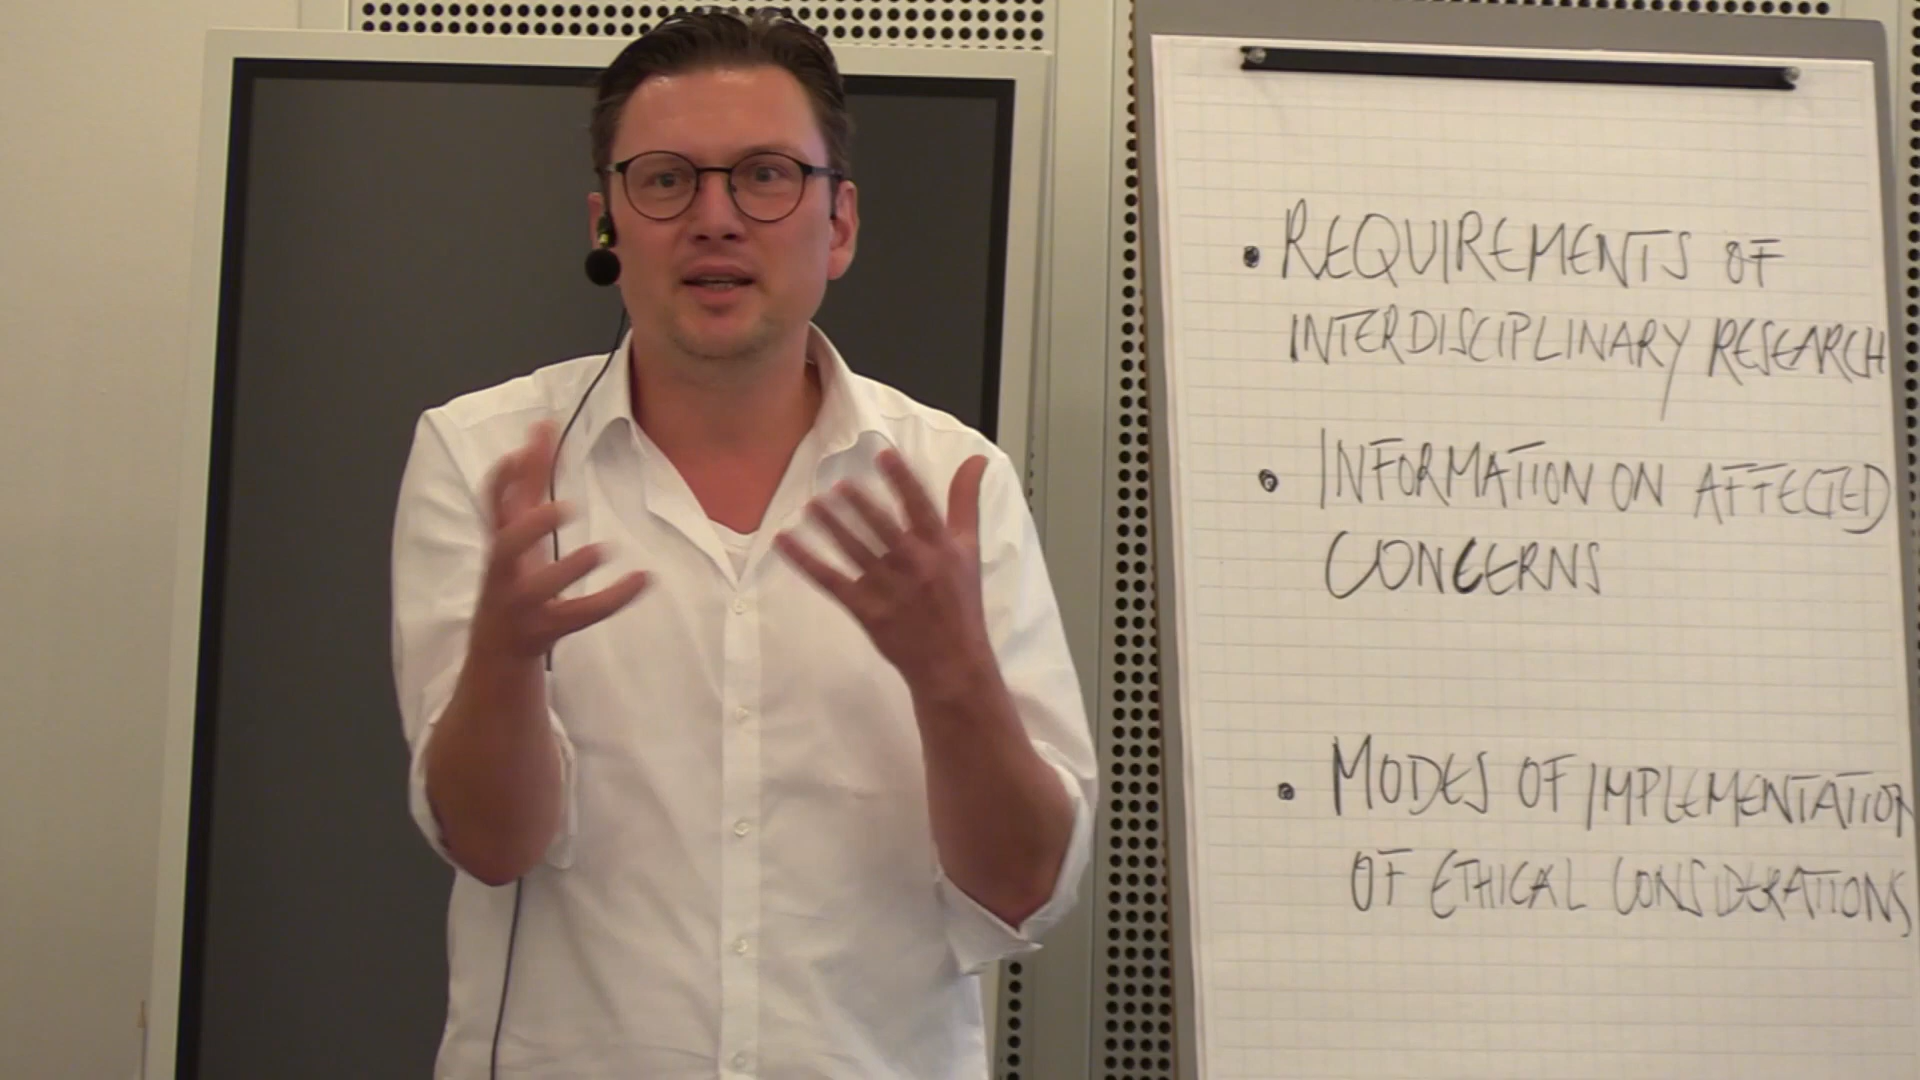 • REQUIREMENTS OF
INTERDISCIPLINARY RESEARCH
• INFORMATION ON AFFECTED
CONCERNS
• MODES OF IMPLEMENTATION
OF ETHICAL CONSIDERATIONS